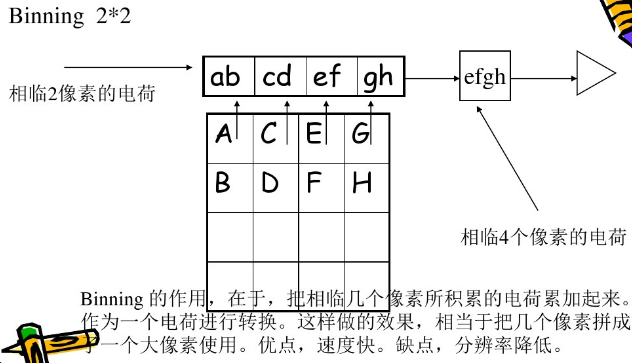 Binning 2*2
相临2像素的电荷
ab cd ef gh
efgh
A C E G
B D F H
相临4个像素的电荷
Binning 的作用，在于，把相临几个像素所积累的电荷累加起来。
作为一个电荷进行转换。这样做的效果，相当于把几个像素拼成
了一个大像素使用。优点，速度快。缺点，分辨率降低。